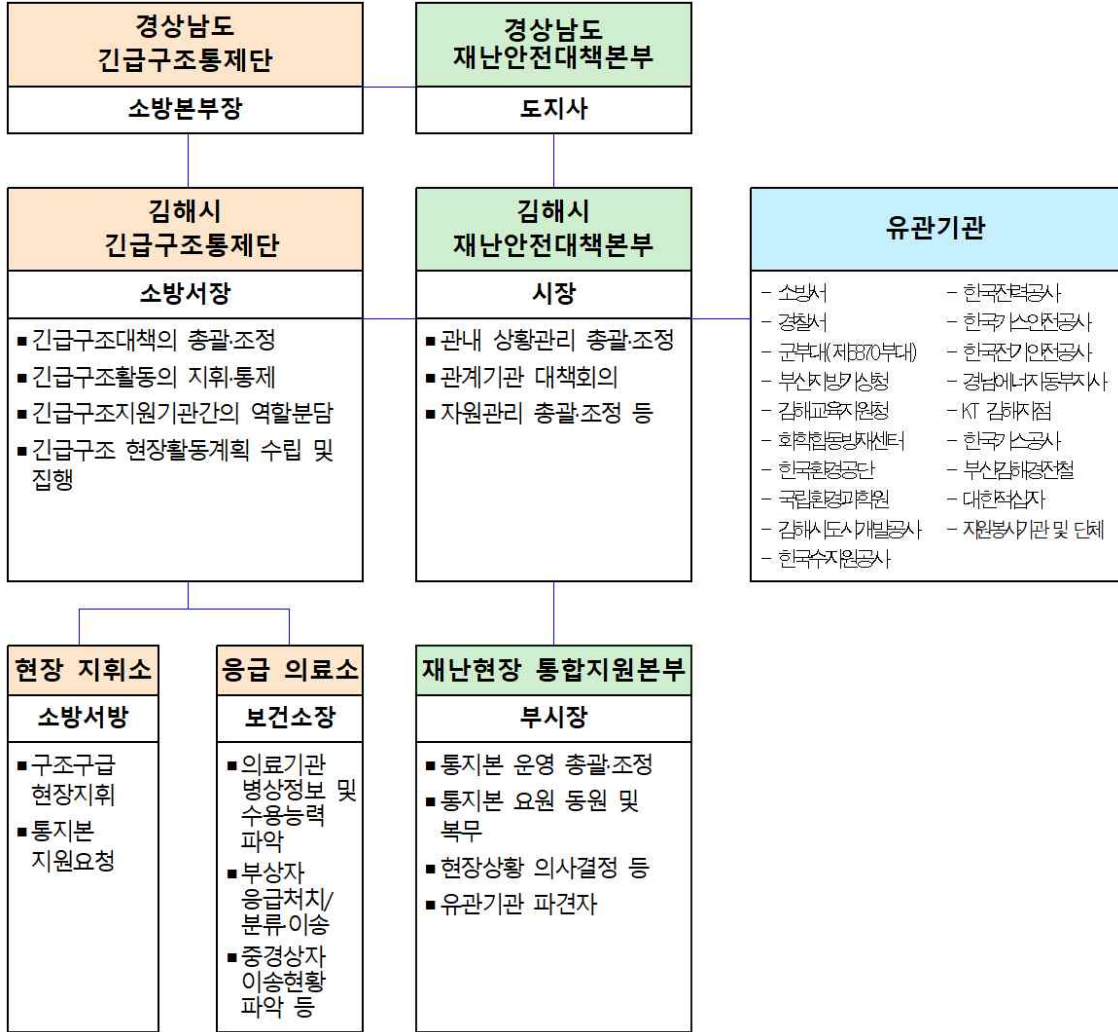 경상남도
긴급구조통제단
소방본부장
경상남도
재난안전대책본부
도지사
김해시
긴급구조통제단
소방서장
■ 긴급구조대책의 총괄·조정
■ 긴급구조활동의 지휘·통제
■ 긴급구조지원기관간의 역할분담
■ 긴급구조 현장활동계획 수립 및
집행
김해시
재난안전대책본부
시장
■ 관내 상황관리 총괄·조정
■ 관계기관 대책회의
■ 자원관리 총괄·조정 등
유관기관
- 소방서
- 경찰서
- 군부대(제5870부대)
- 부산지방기상청
- 김해교육지원청
- 화학합동방재센터
- 한국환경공단
- 국립환경과학원
- 김해시도시개발공사
- 한국수자원공사
- 한국전력공사
- 한국가스안전공사
- 한국전기안전공사
- 경남에너지동부지사
- KT 김해지점
- 한국가스공사
- 부산김해경전철
- 대한적십자
- 자원봉사기관 및 단체
현장 지휘소
소방서방
■ 구조구급
현장지휘
■ 통지본
지원요청
응급 의료소
보건소장
■ 의료기관
병상정보 및
수용능력
파악
■ 부상자
응급처치/
분류·이송
■ 중경상자
이송현황
파악 등
재난현장 통합지원본부
부시장
■ 통지본 운영 총괄·조정
■ 통지본 요원 동원 및
복무
■ 현장상황 의사결정 등
■ 유관기관 파견자